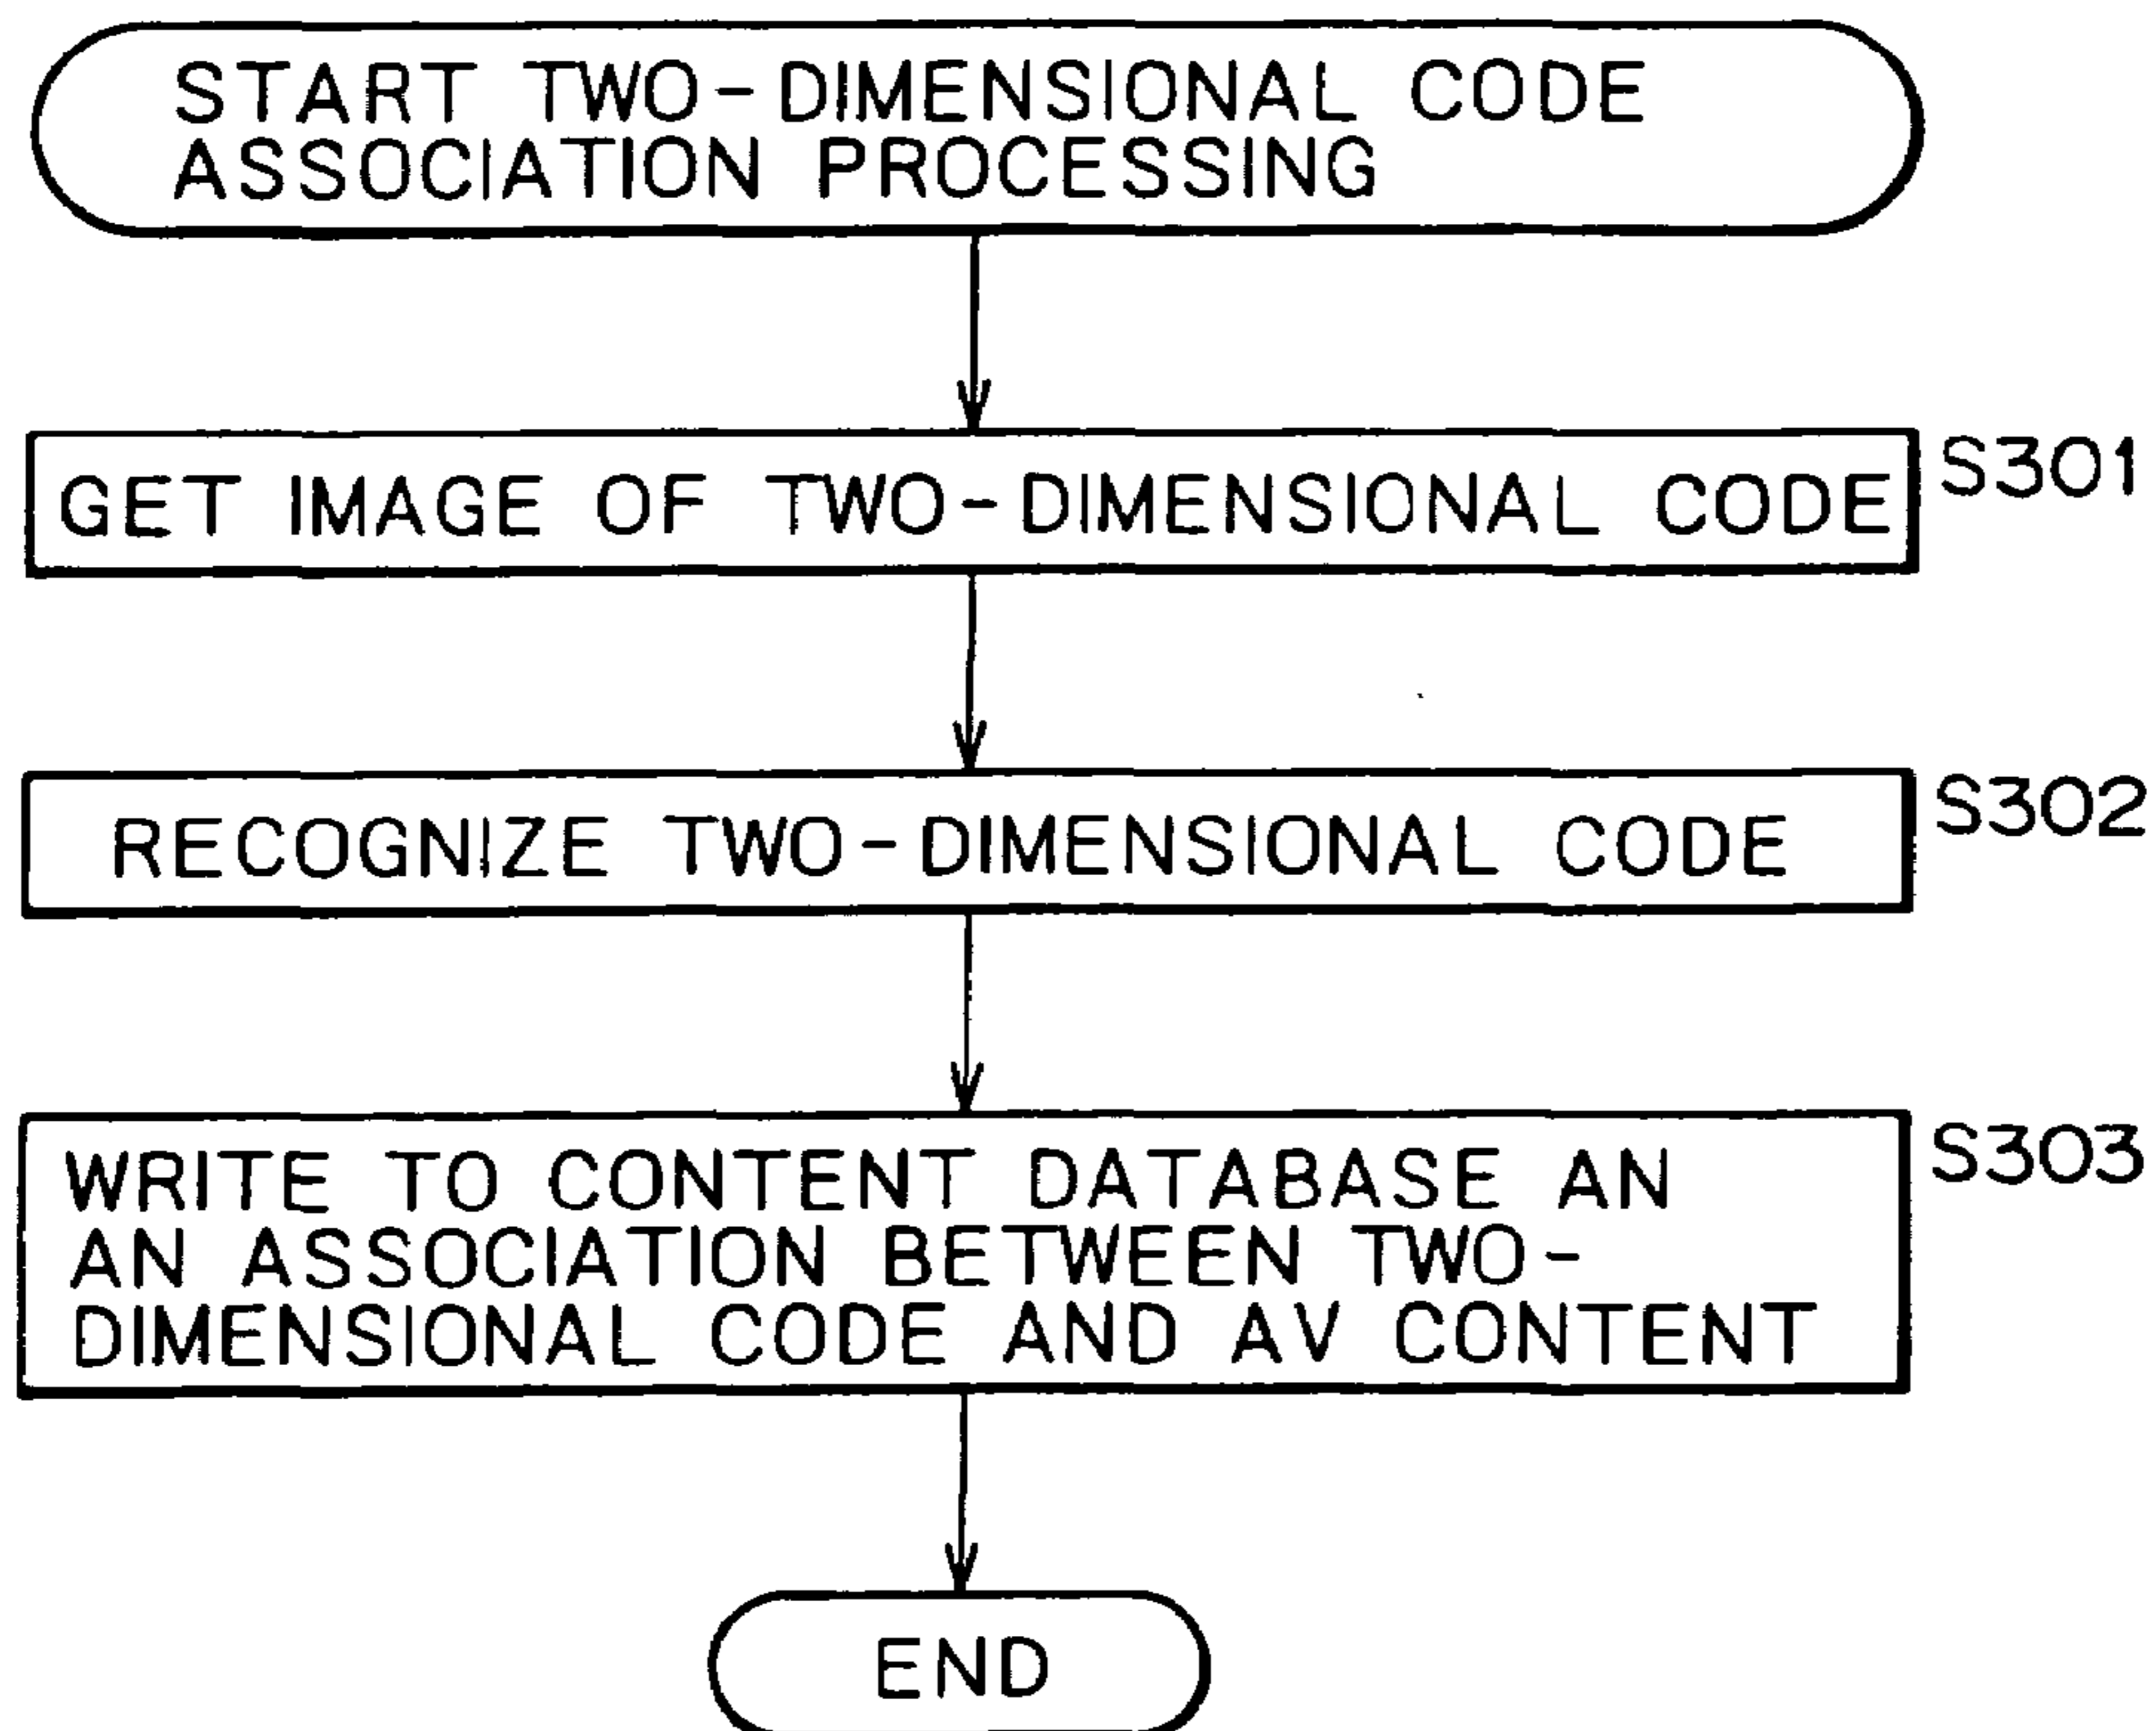 START TWO-DIMENSIONAL CODE
ASSOCIATION PROCESSING
GET IMAGE OF TWO-DIMENSIONAL CODE
S301
RECOGNIZE TWO-DIMENSIONAL CODE
S302
WRITE TO CONTENT DATABASE AN
AN ASSOCIATION BETWEEN TWO-
DIMENSIONAL CODE AND AV CONTENT
S303
END